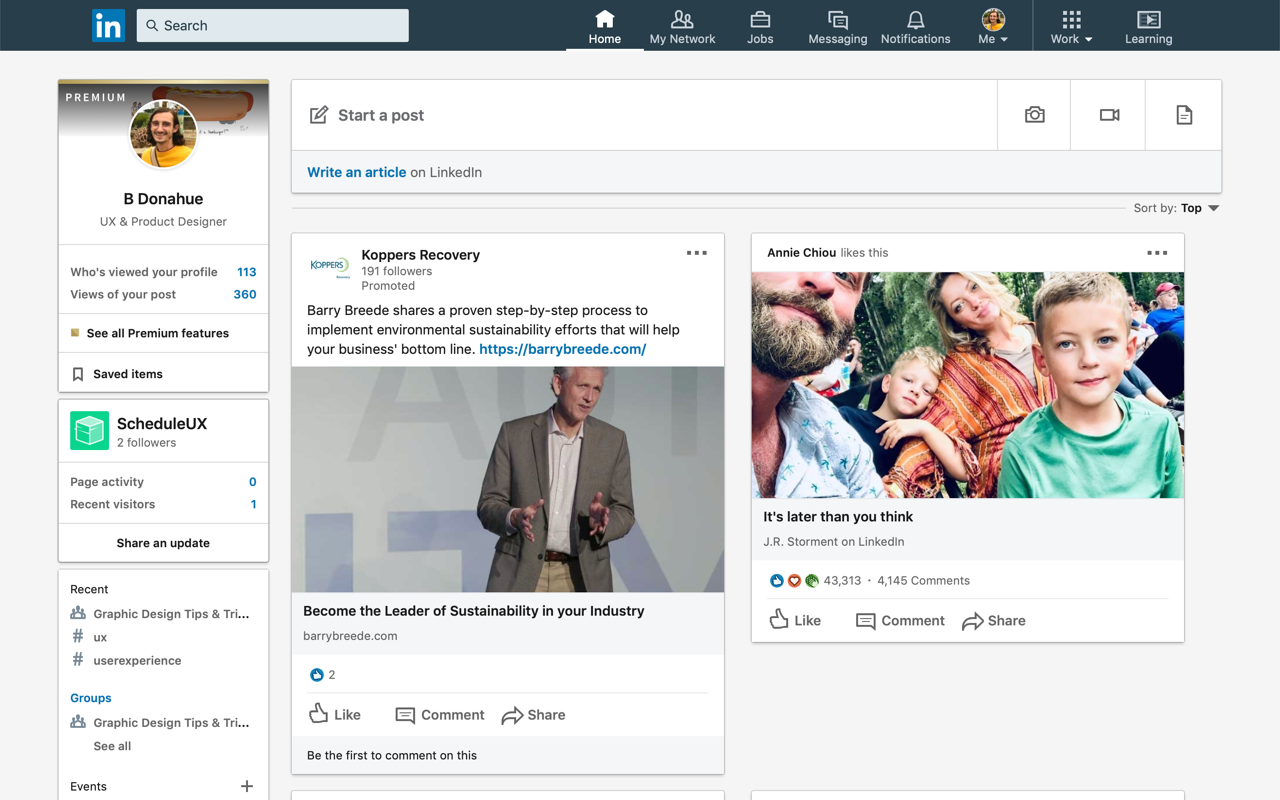 in
Search
Home
My Network
Jobs
Messaging
Notifications
Me
Work
Learning
PREMIUM
B Donahue
UX & Product Designer
Who's viewed your profile 113
Views of your post 360
See all Premium features
Saved items
ScheduleUX
2 followers
Page activity 0
Recent visitors 1
Share an update
Recent
Graphic Design Tips & Tri...
# ux
# userexperience
Groups
Graphic Design Tips & Tri...
See all
Events +
Start a post
Write an article on LinkedIn
Sort by: Top
KOPPERS
Recovery
Koppers Recovery
191 followers
Promoted
Barry Breede shares a proven step-by-step process to
implement environmental sustainability efforts that will help
your business' bottom line. https://barrybreede.com/
Become the Leader of Sustainability in your Industry
barrybreede.com
2
Like Comment Share
Be the first to comment on this
Annie Chiou likes this
It's later than you think
J.R. Storment on LinkedIn
43,313 · 4,145 Comments
Like Comment Share